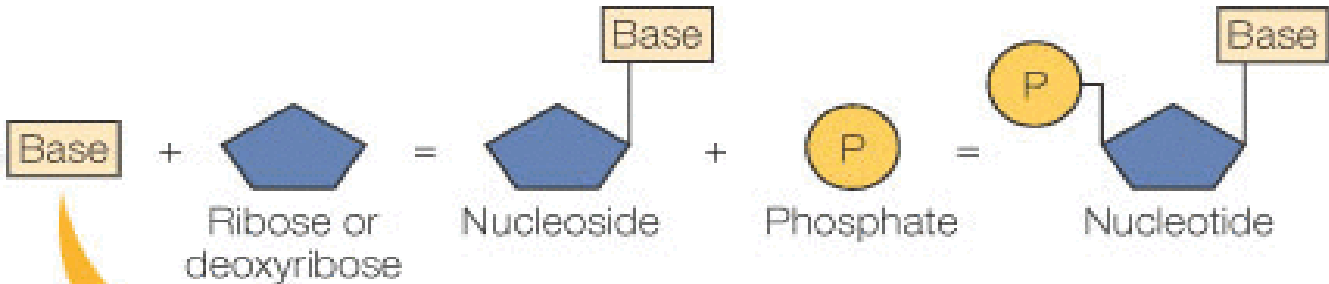 Base
Base
P
Base + = + P =
Ribose or
deoxyribose
Nucleoside
Phosphate
Nucleotide